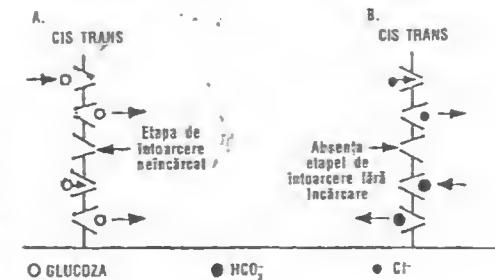 A.
CIS TRANS
Etapa de
întoarcere
neîncărcat
B.
CIS TRANS
Absența
etapei de
întoarcere fără
încărcare
GLUCOZA
HCO₃⁻
Cl⁻